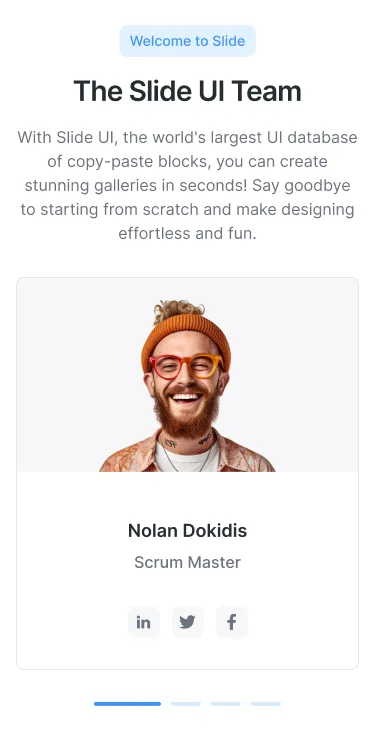 Welcome to Slide
The Slide UI Team
With Slide UI, the world's largest UI database
of copy-paste blocks, you can create
stunning galleries in seconds! Say goodbye
to starting from scratch and make designing
effortless and fun.
Nolan Dokidis
Scrum Master
in